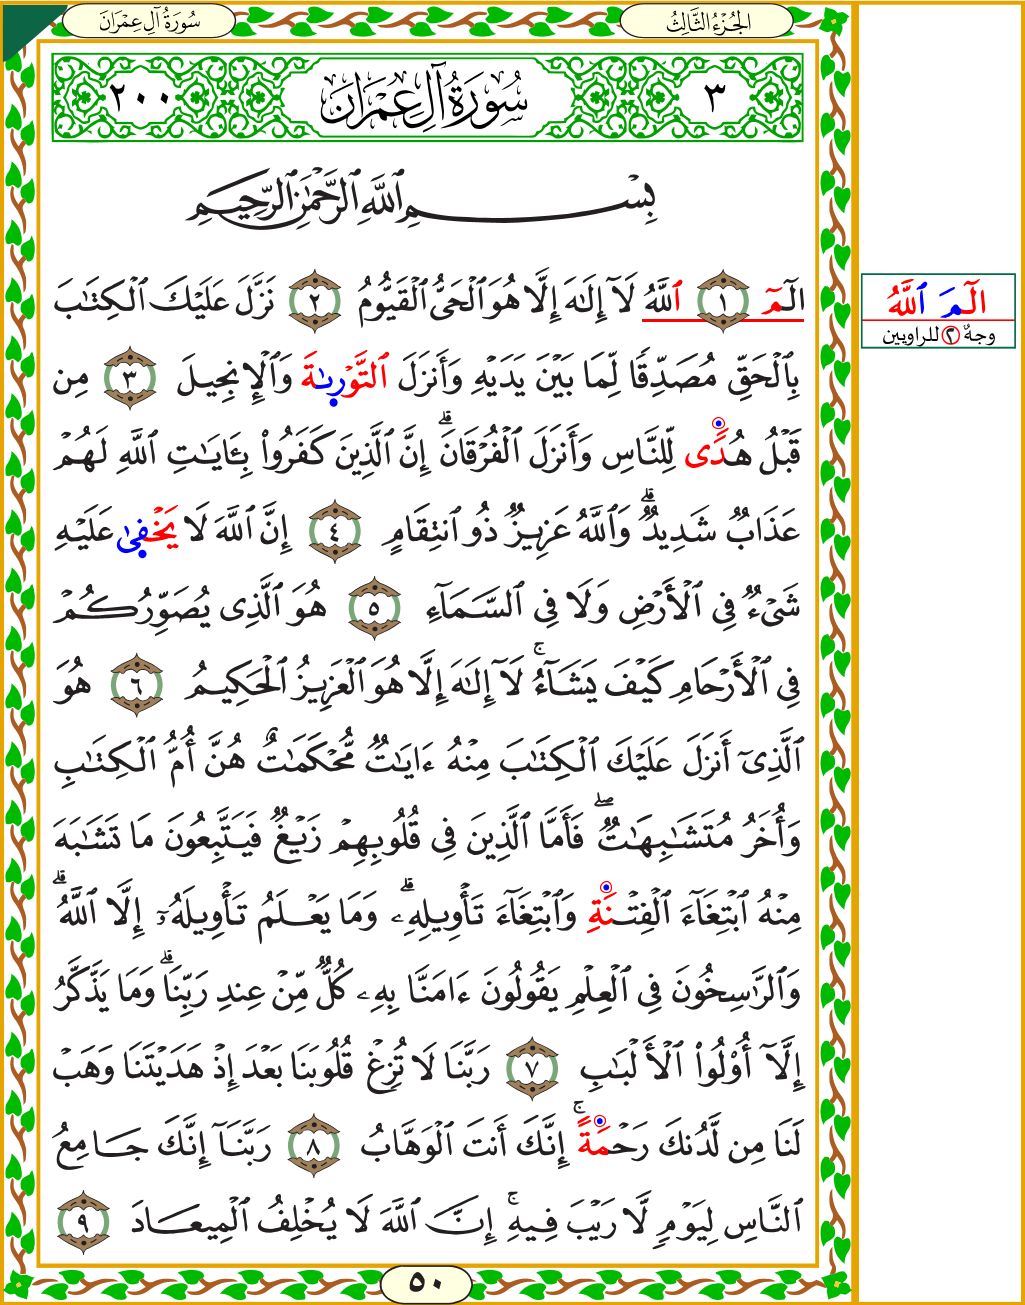 سُورَةُ آلِ عِمْرَانَ
الجُزْءُ الثَّالِثُ
٣ سُورَةُ آلِ عِمْرَانَ ٢٠٠
بِسْمِ ٱللَّهِ ٱلرَّحْمَٰنِ ٱلرَّحِيمِ
الٓمٓ ١ ٱللَّهُ لَآ إِلَٰهَ إِلَّا هُوَ ٱلْحَىُّ ٱلْقَيُّومُ ٢ نَزَّلَ عَلَيْكَ ٱلْكِتَٰبَ
بِٱلْحَقِّ مُصَدِّقًا لِّمَا بَيْنَ يَدَيْهِ وَأَنزَلَ ٱلتَّوْرىٰةَ وَٱلْإِنجِيلَ ٣ مِن
قَبْلُ هُدًى لِّلنَّاسِ وَأَنزَلَ ٱلْفُرْقَانَۗ إِنَّ ٱلَّذِينَ كَفَرُواْ بِـَٔايَٰتِ ٱللَّهِ لَهُمْ
عَذَابٌ شَدِيدٌۗ وَٱللَّهُ عَزِيزٌ ذُو ٱنتِقَامٍ ٤ إِنَّ ٱللَّهَ لَا يَخْفىٰ عَلَيْهِ
شَىْءٌ فِى ٱلْأَرْضِ وَلَا فِى ٱلسَّمَآءِ ٥ هُوَ ٱلَّذِى يُصَوِّرُكُمْ
فِى ٱلْأَرْحَامِ كَيْفَ يَشَآءُۚ لَآ إِلَٰهَ إِلَّا هُوَ ٱلْعَزِيزُ ٱلْحَكِيمُ ٦ هُوَ
ٱلَّذِىٓ أَنزَلَ عَلَيْكَ ٱلْكِتَٰبَ مِنْهُ ءَايَٰتٌ مُّحْكَمَٰتٌ هُنَّ أُمُّ ٱلْكِتَٰبِ
وَأُخَرُ مُتَشَٰبِهَٰتٌۖ فَأَمَّا ٱلَّذِينَ فِى قُلُوبِهِمْ زَيْغٌ فَيَتَّبِعُونَ مَا تَشَٰبَهَ
مِنْهُ ٱبْتِغَآءَ ٱلْفِتْنَةِ وَٱبْتِغَآءَ تَأْوِيلِهِۦۗ وَمَا يَعْلَمُ تَأْوِيلَهُۥٓ إِلَّا ٱللَّهُۗ
وَٱلرَّٰسِخُونَ فِى ٱلْعِلْمِ يَقُولُونَ ءَامَنَّا بِهِۦ كُلٌّ مِّنْ عِندِ رَبِّنَاۗ وَمَا يَذَّكَّرُ
إِلَّآ أُوْلُواْ ٱلْأَلْبَٰبِ ٧ رَبَّنَا لَا تُزِغْ قُلُوبَنَا بَعْدَ إِذْ هَدَيْتَنَا وَهَبْ
لَنَا مِن لَّدُنكَ رَحْمَةًۚ إِنَّكَ أَنتَ ٱلْوَهَّابُ ٨ رَبَّنَآ إِنَّكَ جَامِعُ
ٱلنَّاسِ لِيَوْمٍ لَّا رَيْبَ فِيهِۚ إِنَّ ٱللَّهَ لَا يُخْلِفُ ٱلْمِيعَادَ ٩
٥٠
الٓمَ ٱللَّهُ
وجهٌ ٢ للراويين